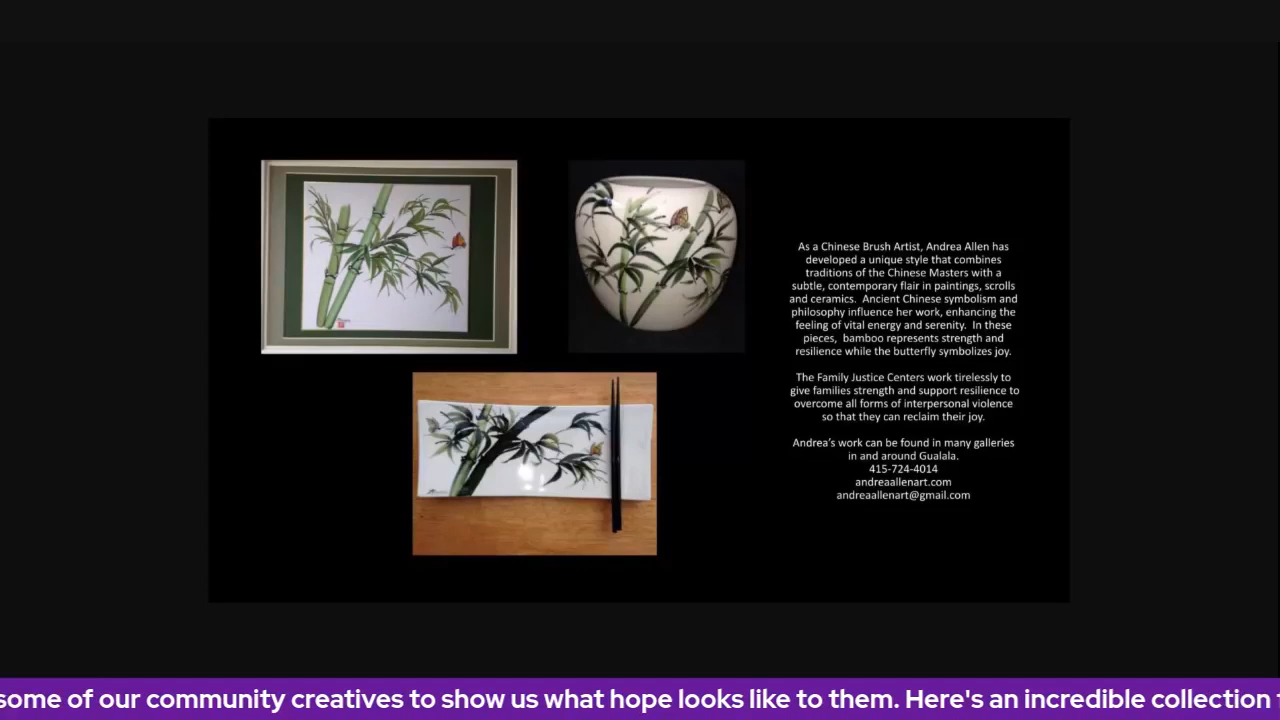 As a Chinese Brush Artist, Andrea Allen has
developed a unique style that combines
traditions of the Chinese Masters with a
subtle, contemporary flair in paintings, scrolls
and ceramics. Ancient Chinese symbolism and
philosophy influence her work, enhancing the
feeling of vital energy and serenity. In these
pieces, bamboo represents strength and
resilience while the butterfly symbolizes joy.
The Family Justice Centers work tirelessly to
give families strength and support resilience to
overcome all forms of interpersonal violence
so that they can reclaim their joy.
Andrea's work can be found in many galleries
in and around Gualala.
415-724-4014
andreaallenart.com
andreaallenart@gmail.com
some of our community creatives to show us what hope looks like to them. Here's an incredible collection